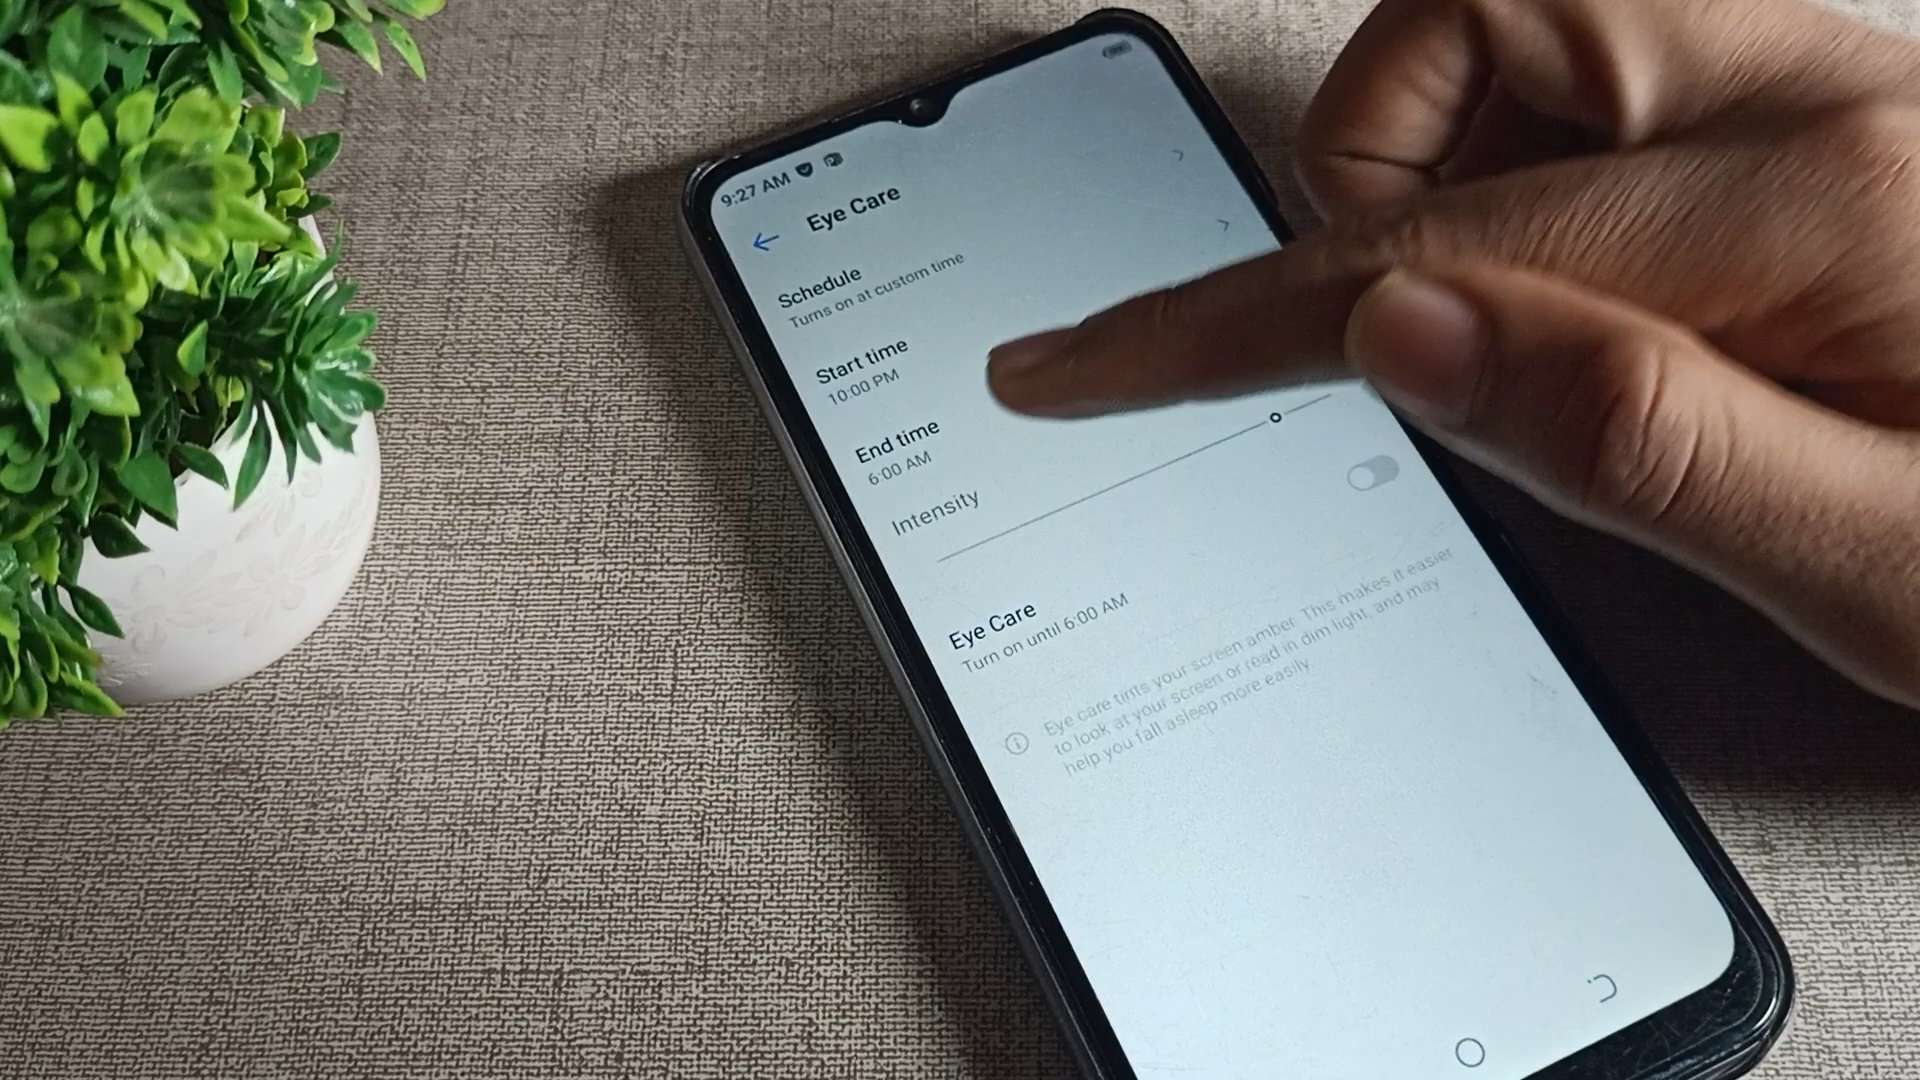 9:27 AM
Eye Care
Schedule
Turns on at custom time
Start time
10:00 PM
End time
6:00 AM
Intensity
Eye Care
Turn on until 6:00 AM
Eye care tints your screen amber. This makes it easier
to look at your screen or read in dim light, and may
help you fall asleep more easily.